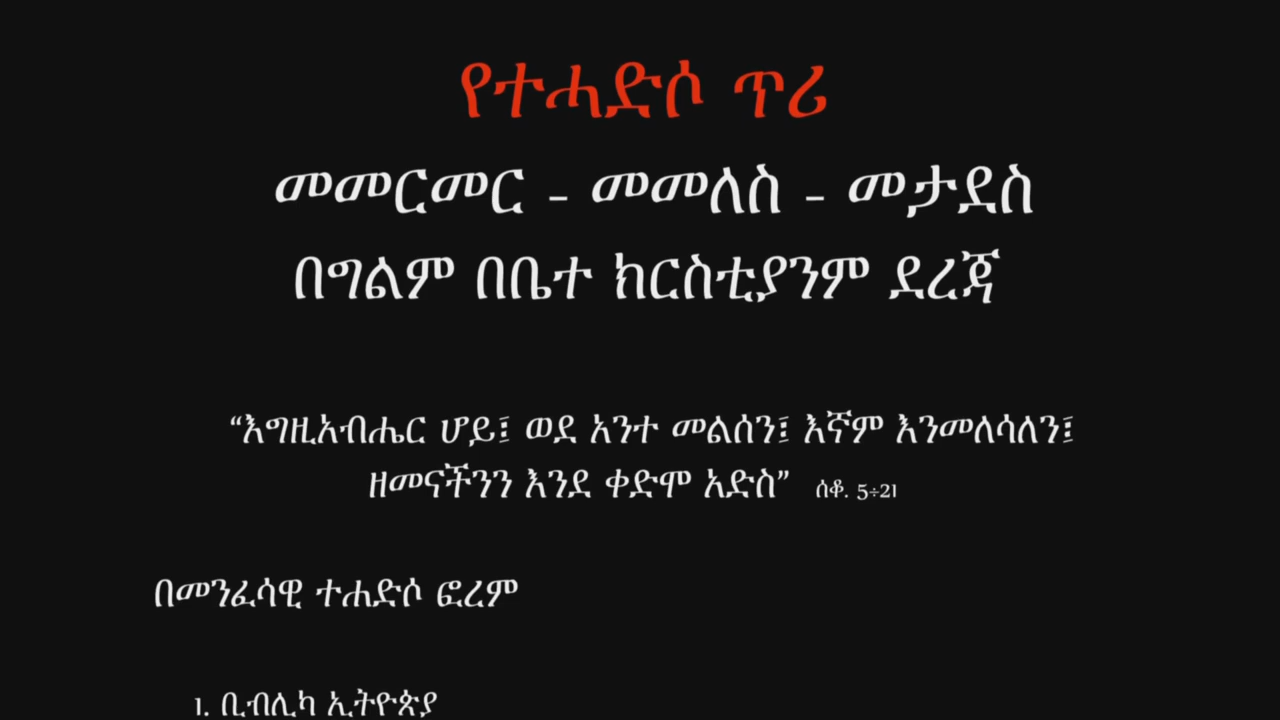 የተሓድሶ ጥሪ
መመርመር - መመለስ - መታደስ
በግልም በቤተ ክርስቲያንም ደረጃ
“እግዚአብሔር ሆይ፤ ወደ አንተ መልሰን፤ እኛም እንመለሳለን፤
ዘመናችንን እንደ ቀድሞ አድስ” ሰቆ. 5÷21
በመንፈሳዊ ተሐድሶ ፎረም
1. ቢብሊካ ኢትዮጵያ